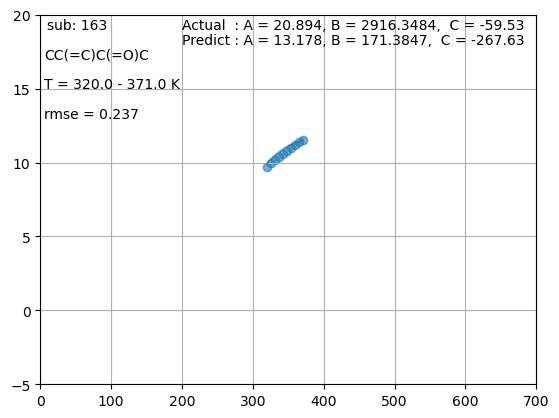 sub: 163
Actual  : A = 20.894, B = 2916.3484,  C = -59.53
Predict : A = 13.178, B = 171.3847,  C = -267.63
CC(=C)C(=O)C
T = 320.0 - 371.0 K
rmse = 0.237
20
15
10
5
0
−5
0 100 200 300 400 500 600 700